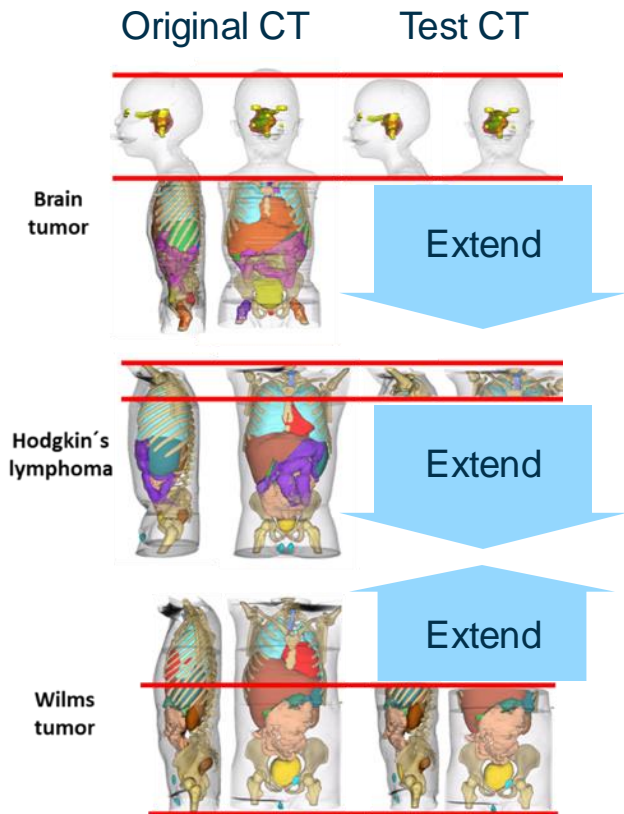 Original CT
Test CT
Brain
tumor
Extend
Hodgkin´s
lymphoma
Extend
Extend
Wilms
tumor